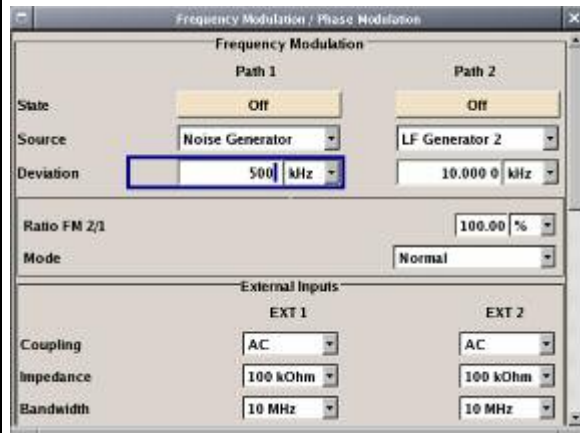 Frequency Modulation / Phase Modulation
Frequency Modulation
Path 1 Path 2
State Off Off
Source Noise Generator LF Generator 2
Deviation 500 kHz 10.000 0 kHz
Ratio FM 2/1 100.00 %
Mode Normal
External Inputs
EXT 1 EXT 2
Coupling AC AC
Impedance 100 kOhm 100 kOhm
Bandwidth 10 MHz 10 MHz